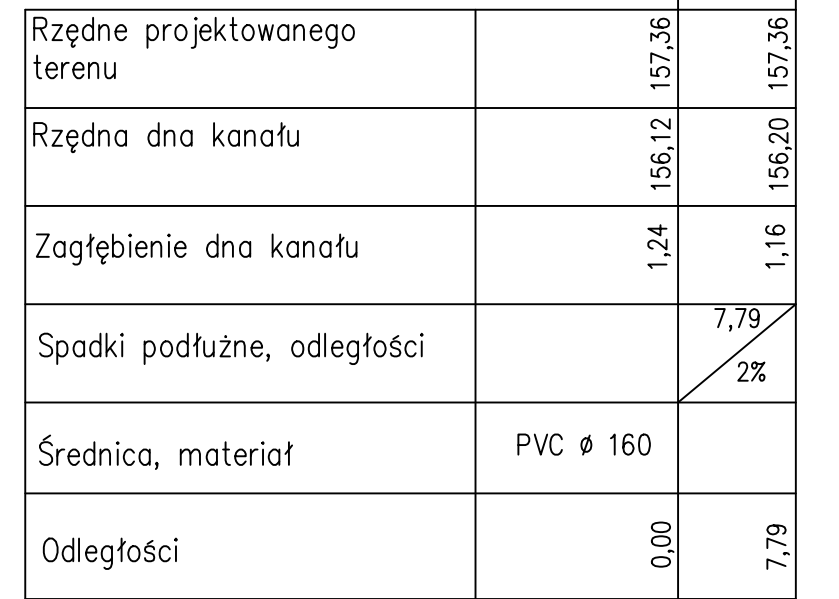 Rzędne projektowanego
terenu
157,36
157,36
Rzędna dna kanału
156,12
156,20
Zagłębienie dna kanału
1,24
1,16
Spadki podłużne, odległości
7,79
2%
Średnica, materiał
PVC ø 160
Odległości
0,00
7,79